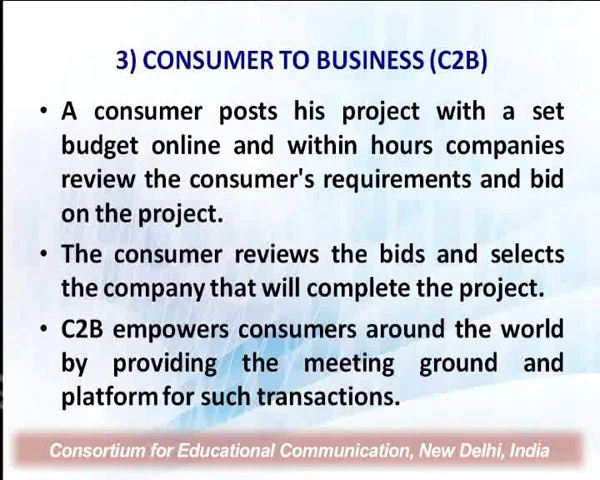 3) CONSUMER TO BUSINESS (C2B)
• A consumer posts his project with a set
budget online and within hours companies
review the consumer's requirements and bid
on the project.
• The consumer reviews the bids and selects
the company that will complete the project.
• C2B empowers consumers around the world
by providing the meeting ground and
platform for such transactions.
Consortium for Educational Communication, New Delhi, India